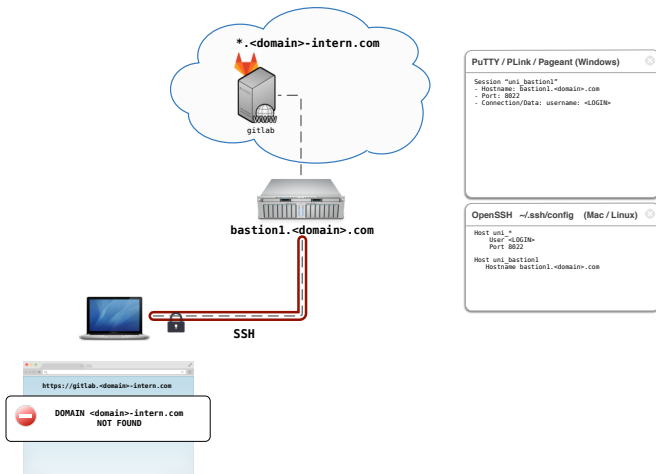 *.<domain>-intern.com
gitlab
bastion1.<domain>.com
SSH
https://gitlab.<domain>-intern.com
DOMAIN <domain>-intern.com
NOT FOUND
PuTTY / PLink / Pageant (Windows)
Session "uni_bastion1"
- Hostname: bastion1.<domain>.com
- Port: 8022
- Connection/Data: username: <LOGIN>
OpenSSH ~/.ssh/config (Mac / Linux)
Host uni_*
User <LOGIN>
Port 8022
Host uni_bastion1
Hostname bastion1.<domain>.com